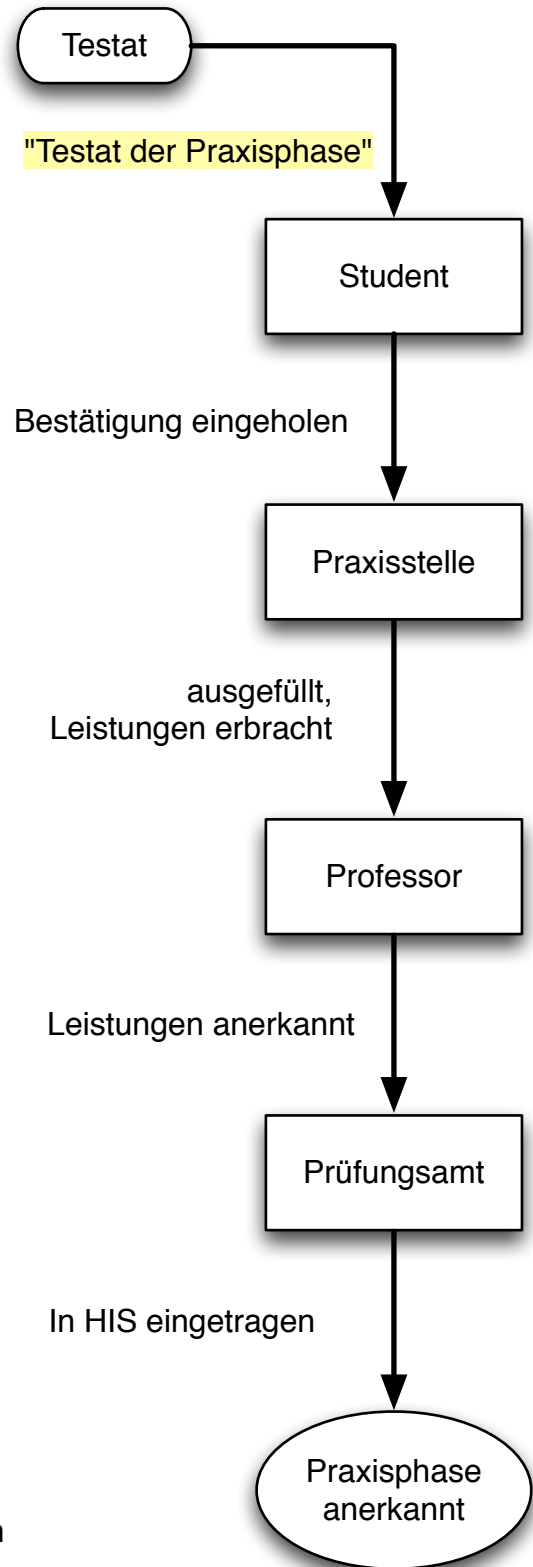 Testat
"Testat der Praxisphase"
Student
Bestätigung eingeholen
Praxisstelle
ausgefüllt,
Leistungen erbracht
Professor
Leistungen anerkannt
Prüfungsamt
In HIS eingetragen
Praxisphase
anerkannt